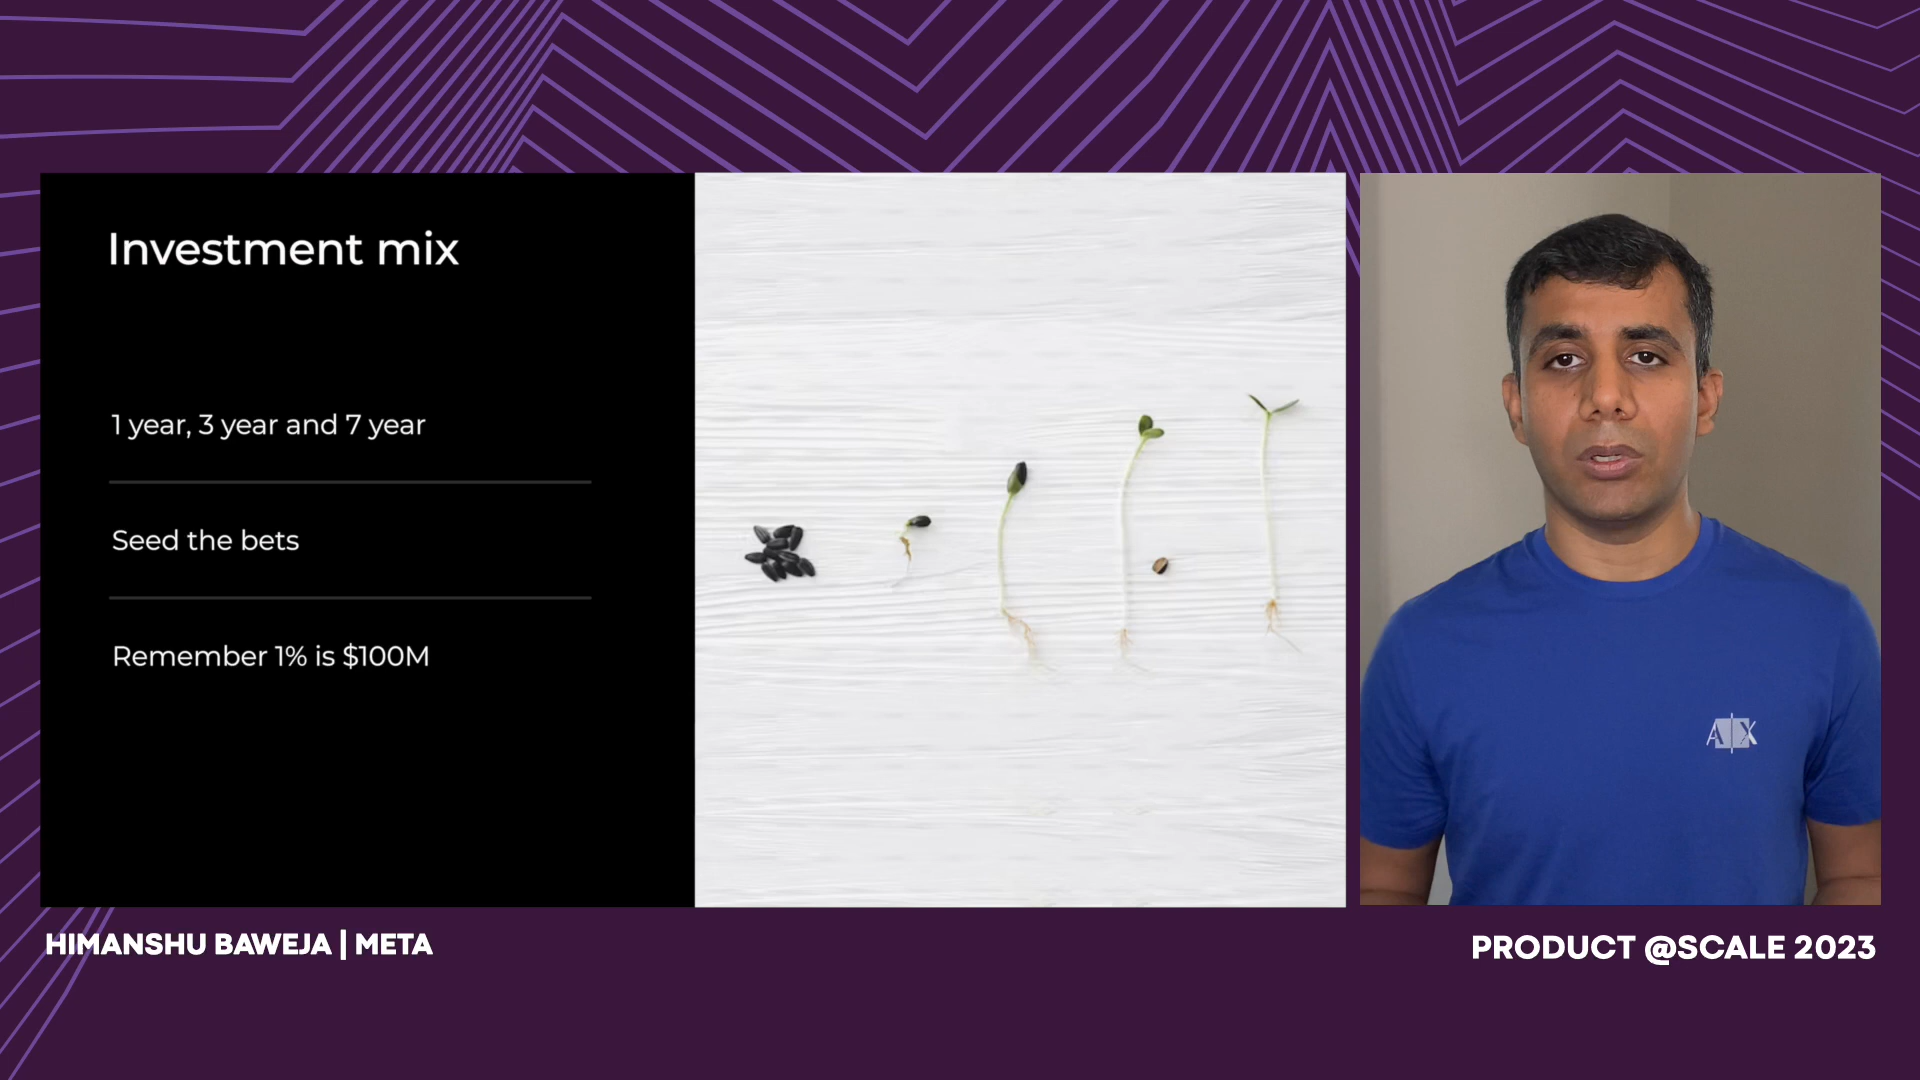 Investment mix
1 year, 3 year and 7 year
Seed the bets
Remember 1% is $100M
A|X
HIMANSHU BAWEJA | META
PRODUCT @SCALE 2023